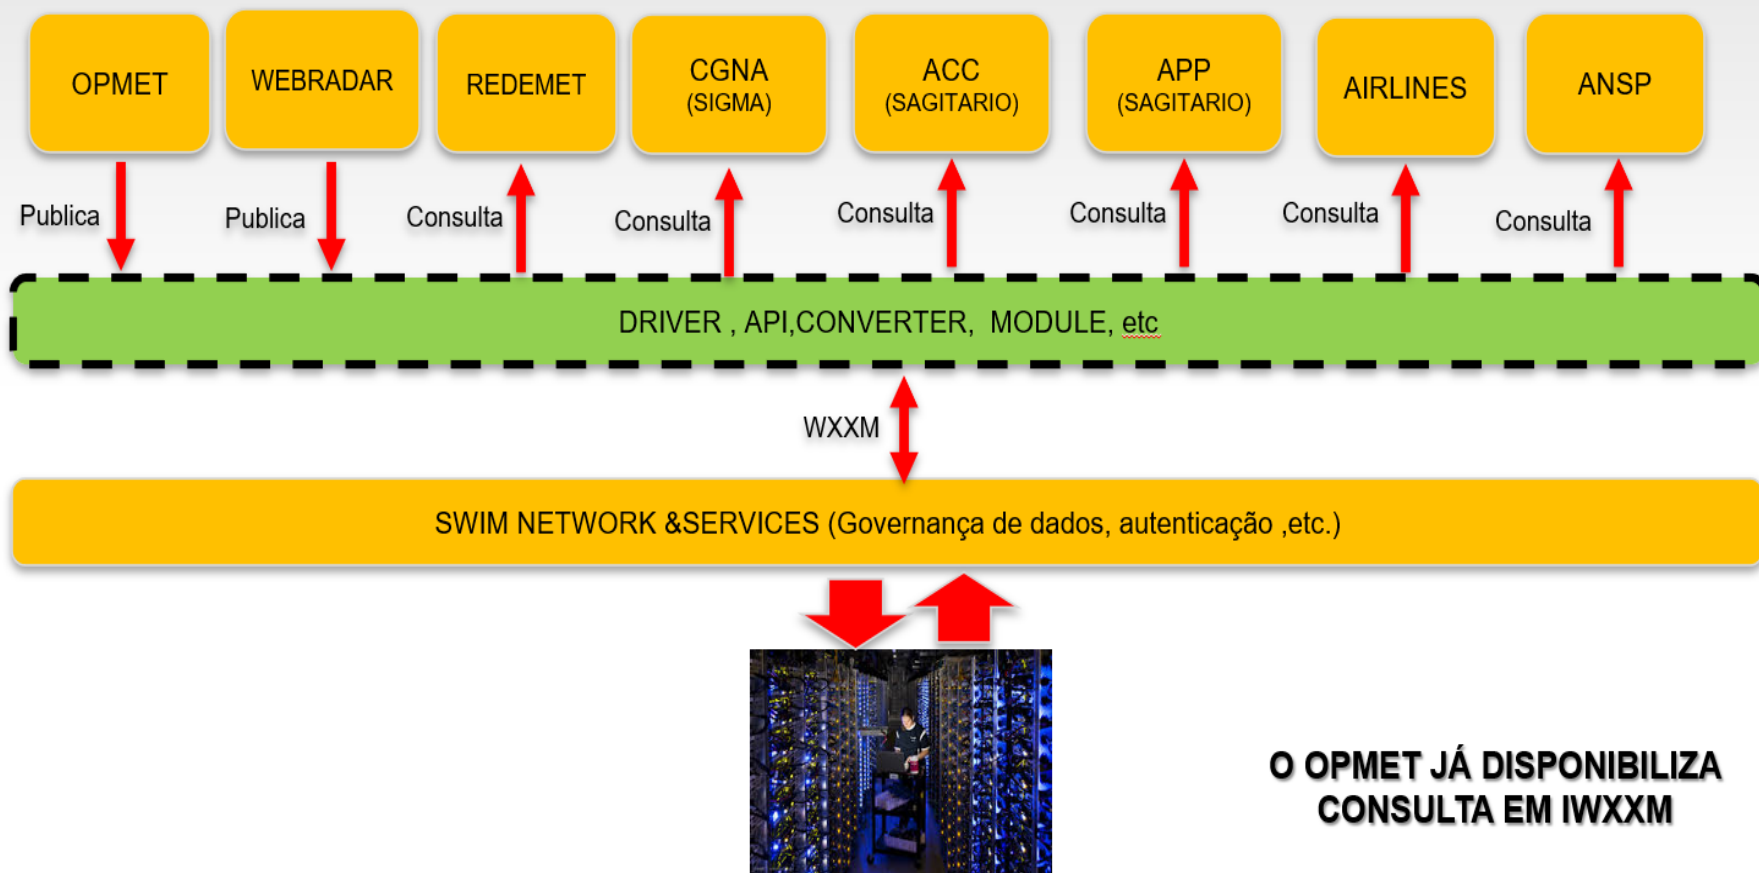 OPMET
WEBRADAR
REDEMET
CGNA
(SIGMA)
ACC
(SAGITARIO)
APP
(SAGITARIO)
AIRLINES
ANSP
Publica
Publica
Consulta
Consulta
Consulta
Consulta
Consulta
Consulta
DRIVER , API,CONVERTER, MODULE, etc
WXXM
SWIM NETWORK &SERVICES (Governança de dados, autenticação ,etc.)
O OPMET JÁ DISPONIBILIZA
CONSULTA EM IWXXM